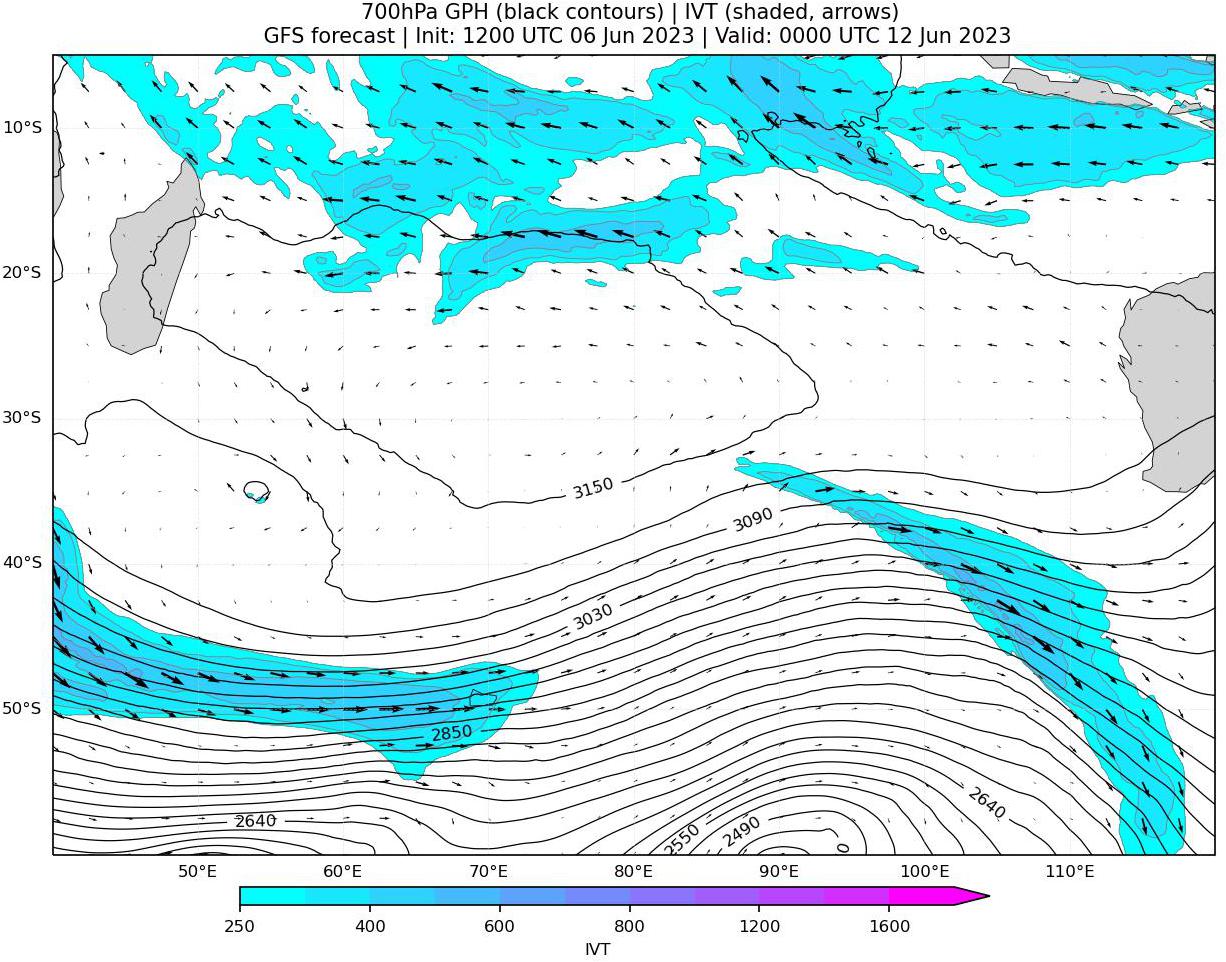 700hPa GPH (black contours) | IVT (shaded, arrows)
GFS forecast | Init: 1200 UTC 06 Jun 2023 | Valid: 0000 UTC 12 Jun 2023
10°S
20°S
30°S
3150
3090
40°S
3030
50°S
2850
2640
2640
2550
2490
0
50°E 60°E 70°E 80°E 90°E 100°E 110°E
250 400 600 800 1200 1600
IVT